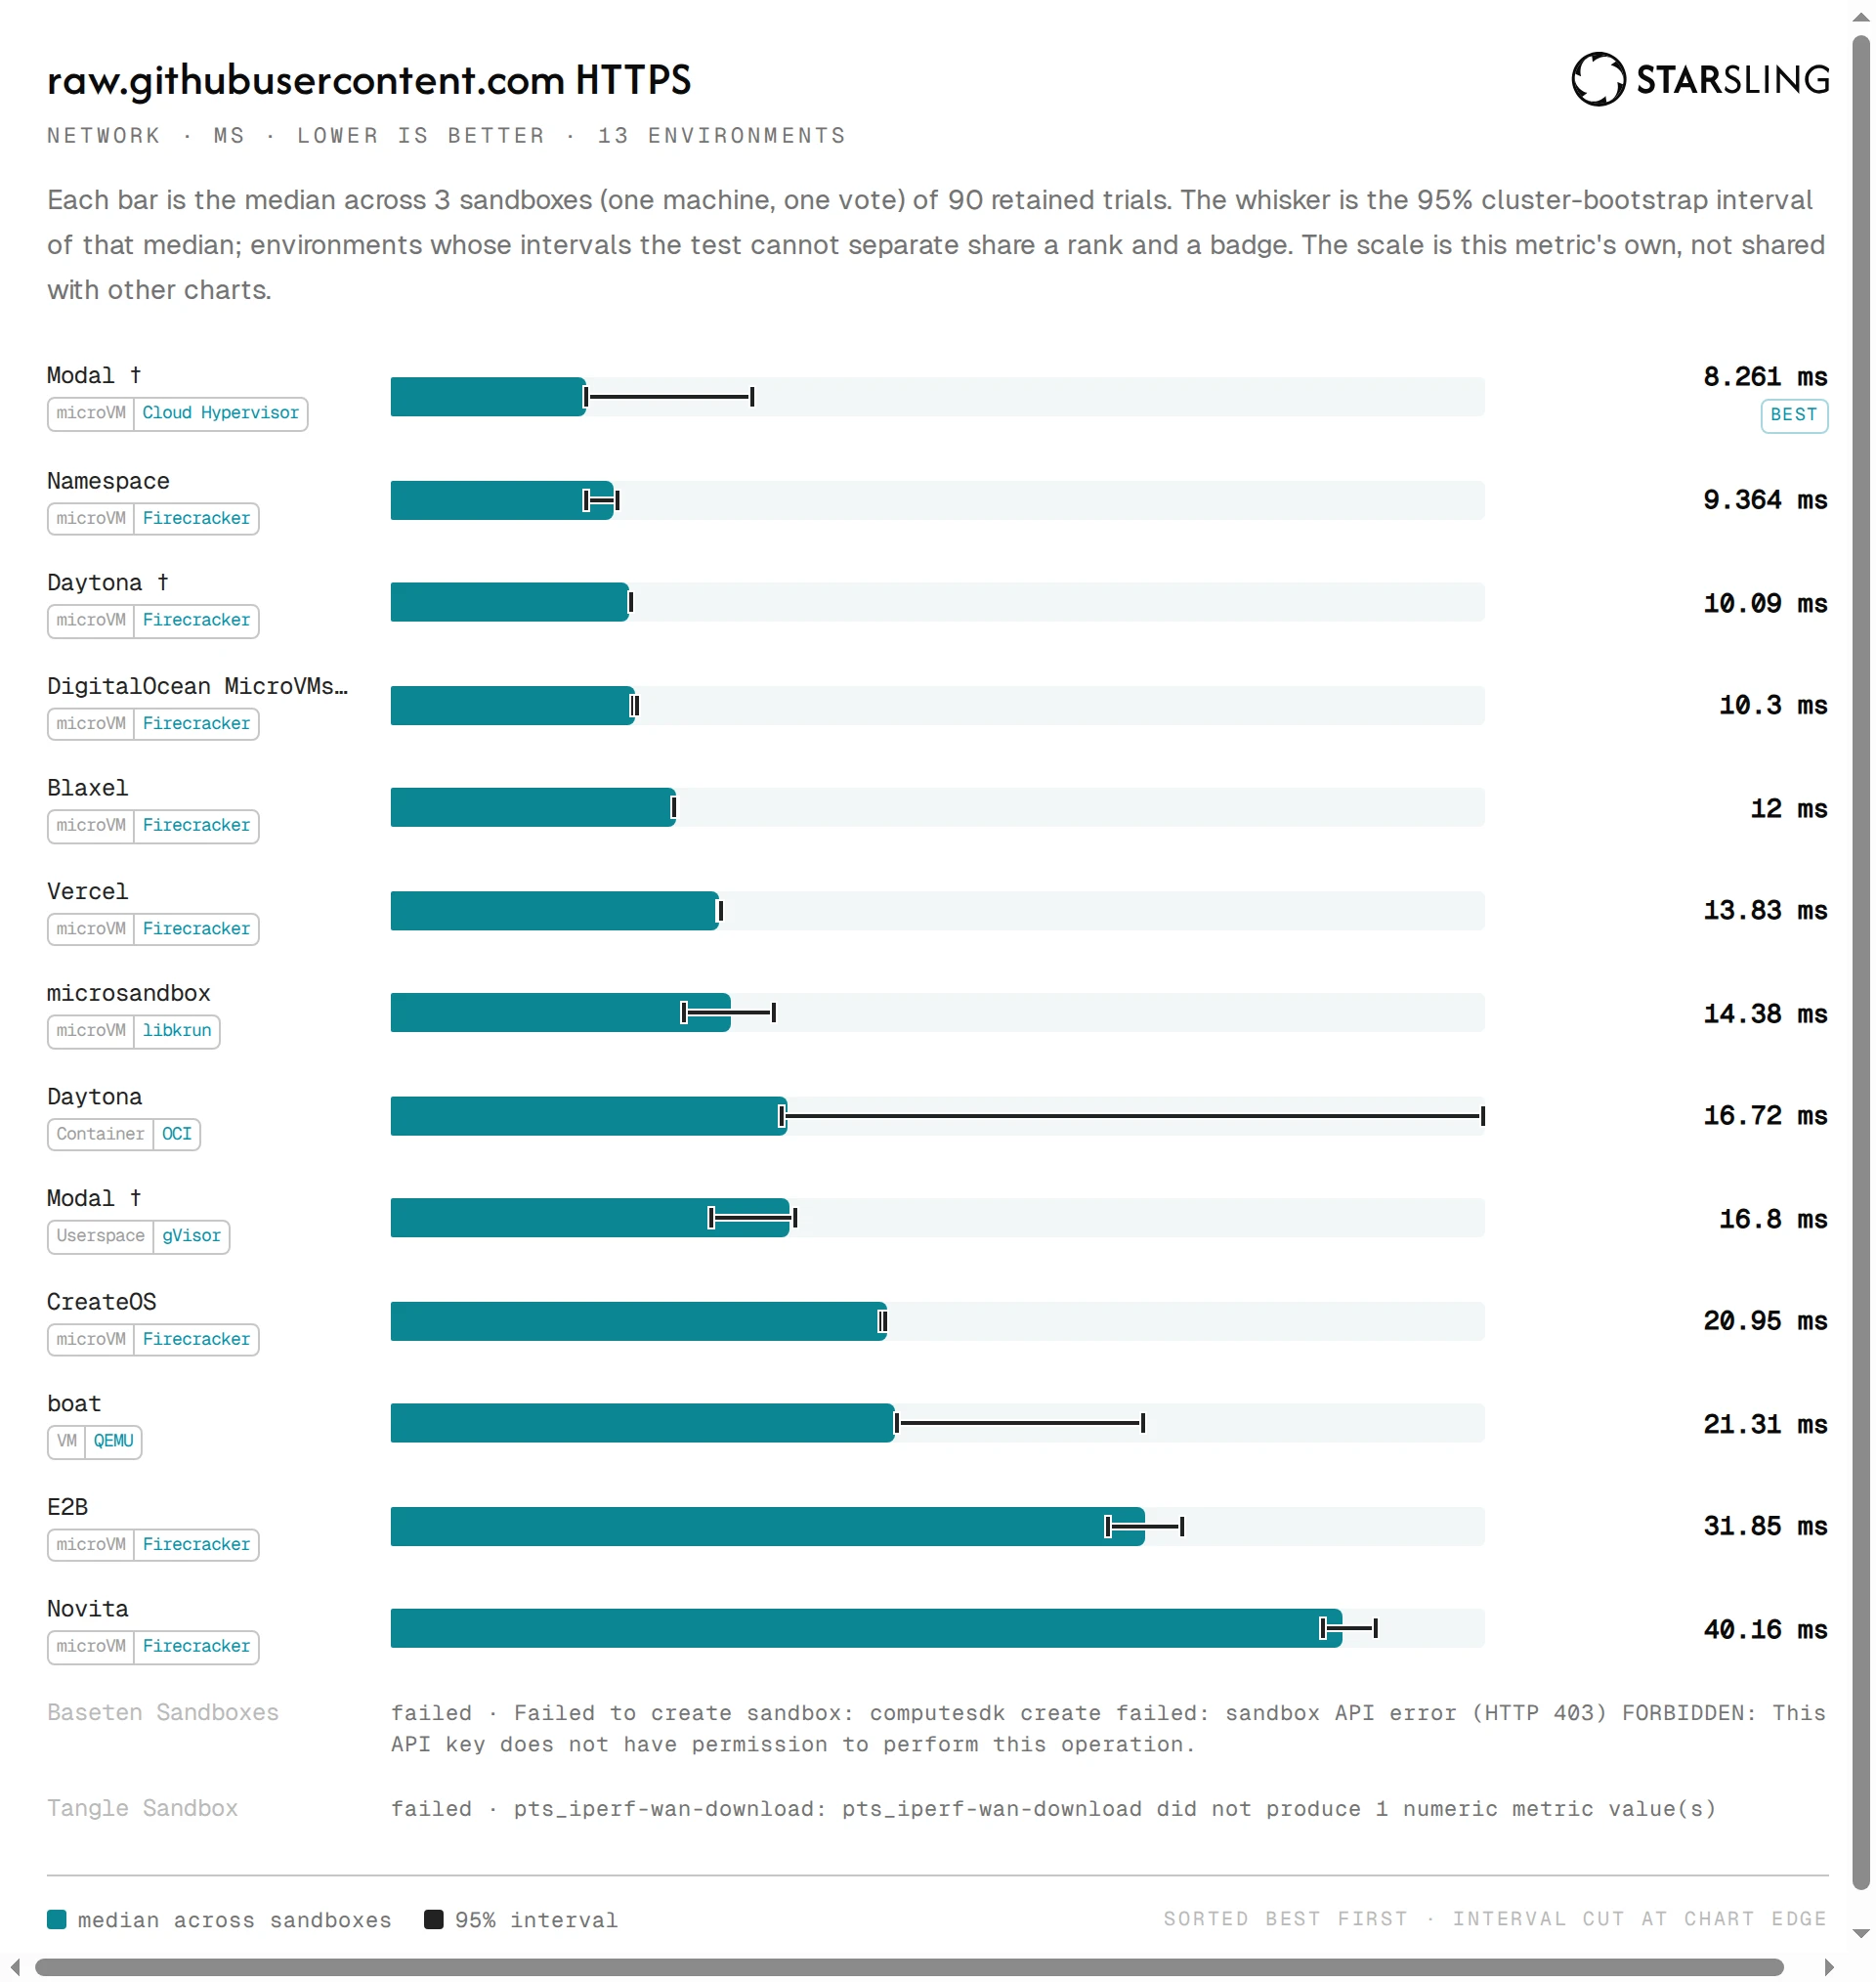 raw.githubusercontent.com HTTPS
STARSLING
NETWORK · MS · LOWER IS BETTER · 13 ENVIRONMENTS
Each bar is the median across 3 sandboxes (one machine, one vote) of 90 retained trials. The whisker is the 95% cluster-bootstrap interval
of that median; environments whose intervals the test cannot separate share a rank and a badge. The scale is this metric's own, not shared
with other charts.
Modal †
8.261 ms
microVM Cloud Hypervisor
BEST
Namespace
9.364 ms
microVM Firecracker
Daytona †
10.09 ms
microVM Firecracker
DigitalOcean MicroVMs…
10.3 ms
microVM Firecracker
Blaxel
12 ms
microVM Firecracker
Vercel
13.83 ms
microVM Firecracker
microsandbox
14.38 ms
microVM libkrun
Daytona
16.72 ms
Container OCI
Modal †
16.8 ms
Userspace gVisor
CreateOS
20.95 ms
microVM Firecracker
boat
21.31 ms
VM QEMU
E2B
31.85 ms
microVM Firecracker
Novita
40.16 ms
microVM Firecracker
Baseten Sandboxes
failed · Failed to create sandbox: computesdk create failed: sandbox API error (HTTP 403) FORBIDDEN: This
API key does not have permission to perform this operation.
Tangle Sandbox
failed · pts_iperf-wan-download: pts_iperf-wan-download did not produce 1 numeric metric value(s)
median across sandboxes
95% interval
SORTED BEST FIRST · INTERVAL CUT AT CHART EDGE